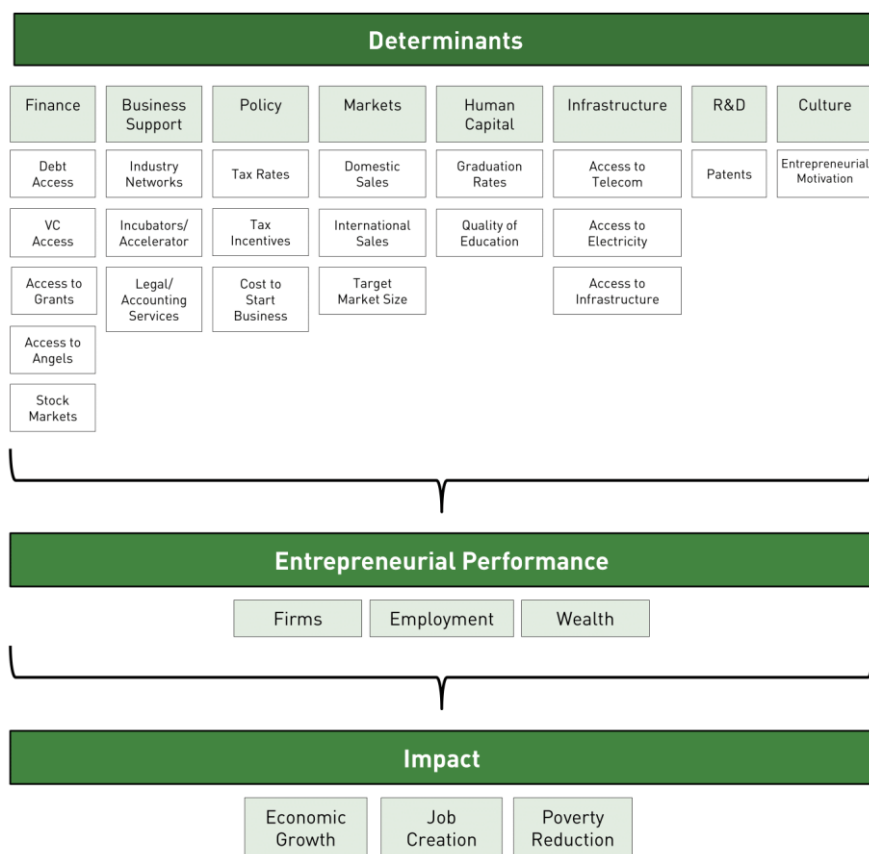 Determinants
Finance
Business
Support
Policy
Markets
Human
Capital
Infrastructure
R&D
Culture
Debt
Access
Industry
Networks
Tax Rates
Domestic
Sales
Graduation
Rates
Access to
Telecom
Patents
Entrepreneurial
Motivation
VC
Access
Incubators/
Accelerator
Tax
Incentives
International
Sales
Quality of
Education
Access to
Electricity
Access to
Grants
Legal/
Accounting
Services
Cost to
Start
Business
Target
Market Size
Access to
Infrastructure
Access to
Angels
Stock
Markets
Entrepreneurial Performance
Firms
Employment
Wealth
Impact
Economic
Growth
Job
Creation
Poverty
Reduction